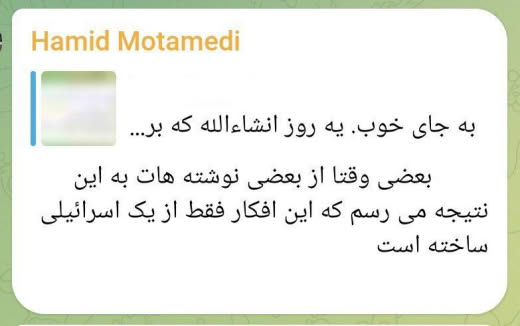 Hamid Motamedi
به جای خوب. یه روز انشاءالله که بر...
بعضی وقتا از بعضی نوشته هات به این
نتیجه می رسم که این افکار فقط از یک اسرائیلی
ساخته است